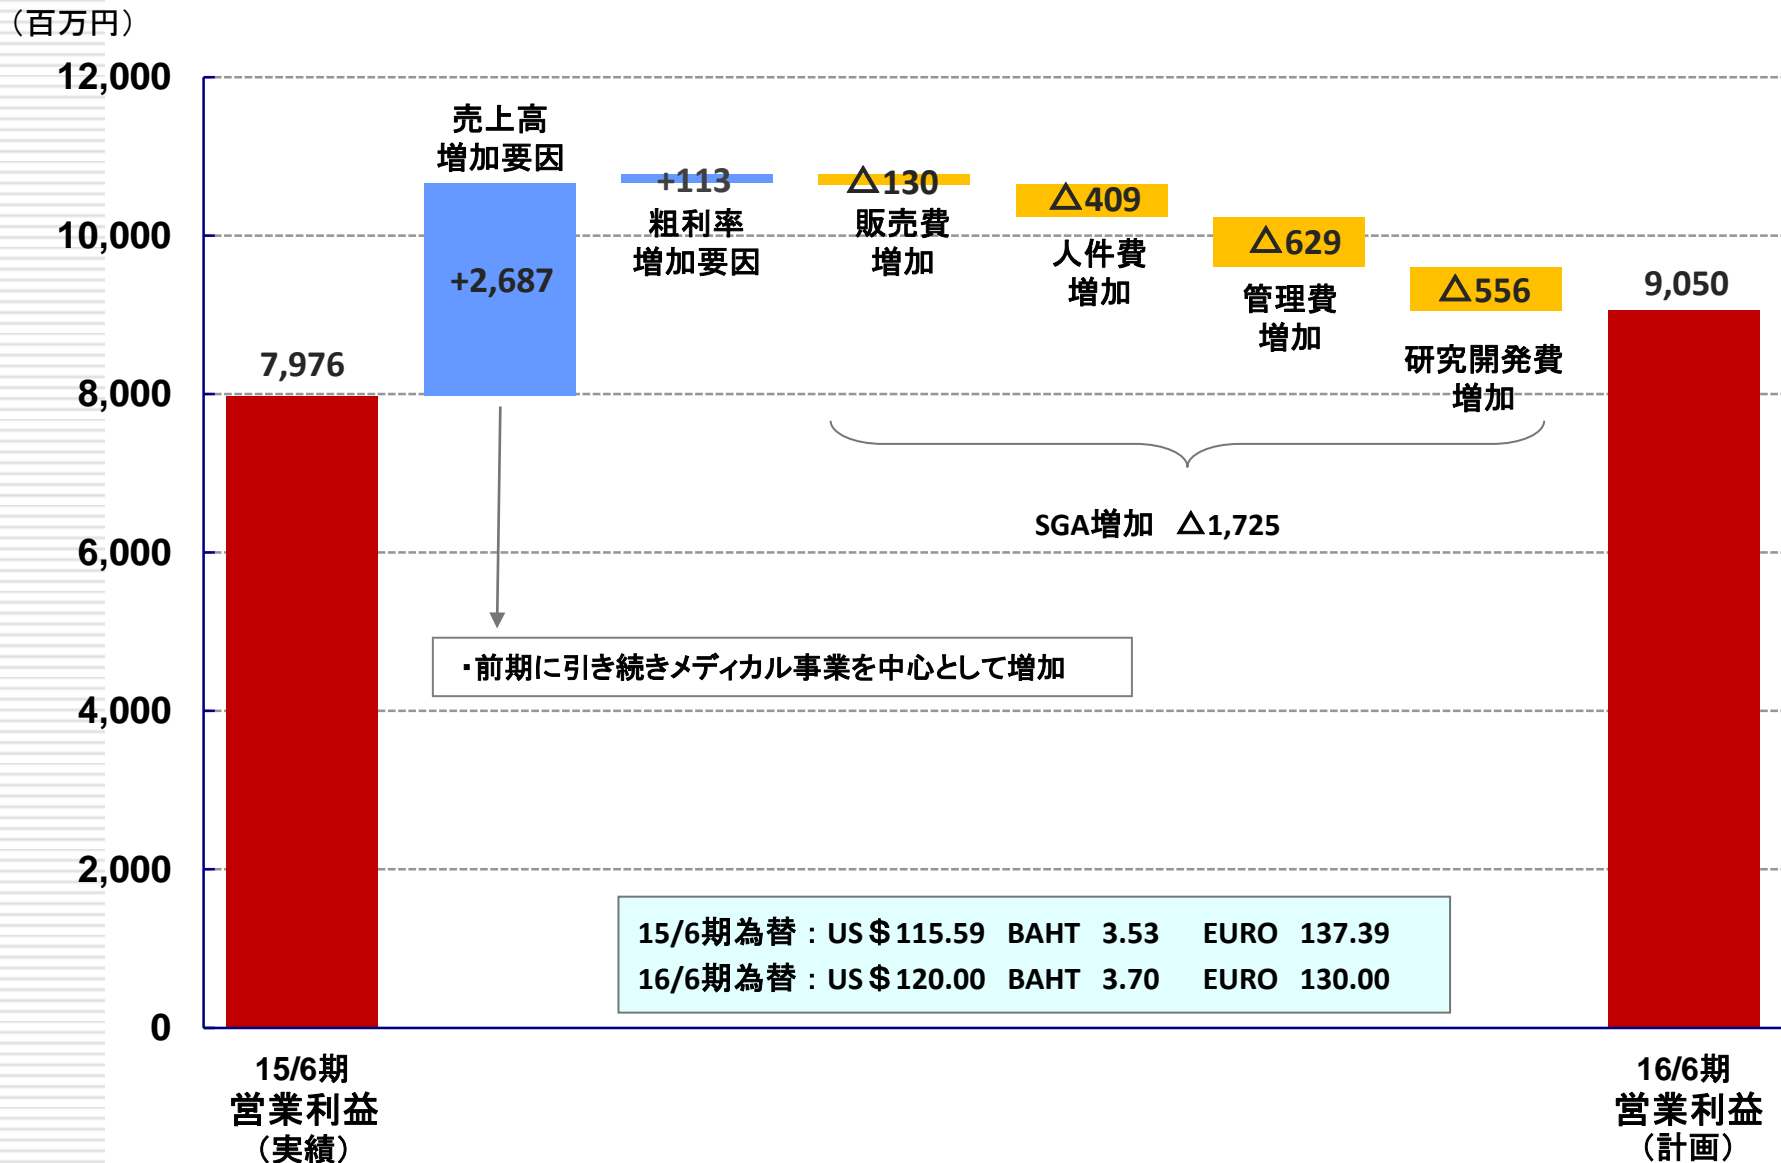 （百万円）
12,000
10,000
8,000
6,000
4,000
2,000
0
7,976
売上高
増加要因
+2,687
+113
粗利率
増加要因
△130
販売費
増加
△409
人件費
増加
△629
管理費
増加
△556
研究開発費
増加
9,050
SGA増加 △1,725
・前期に引き続きメディカル事業を中心として増加
15/6期為替：US＄115.59 BAHT 3.53 EURO 137.39
16/6期為替：US＄120.00 BAHT 3.70 EURO 130.00
15/6期
営業利益
（実績）
16/6期
営業利益
（計画）